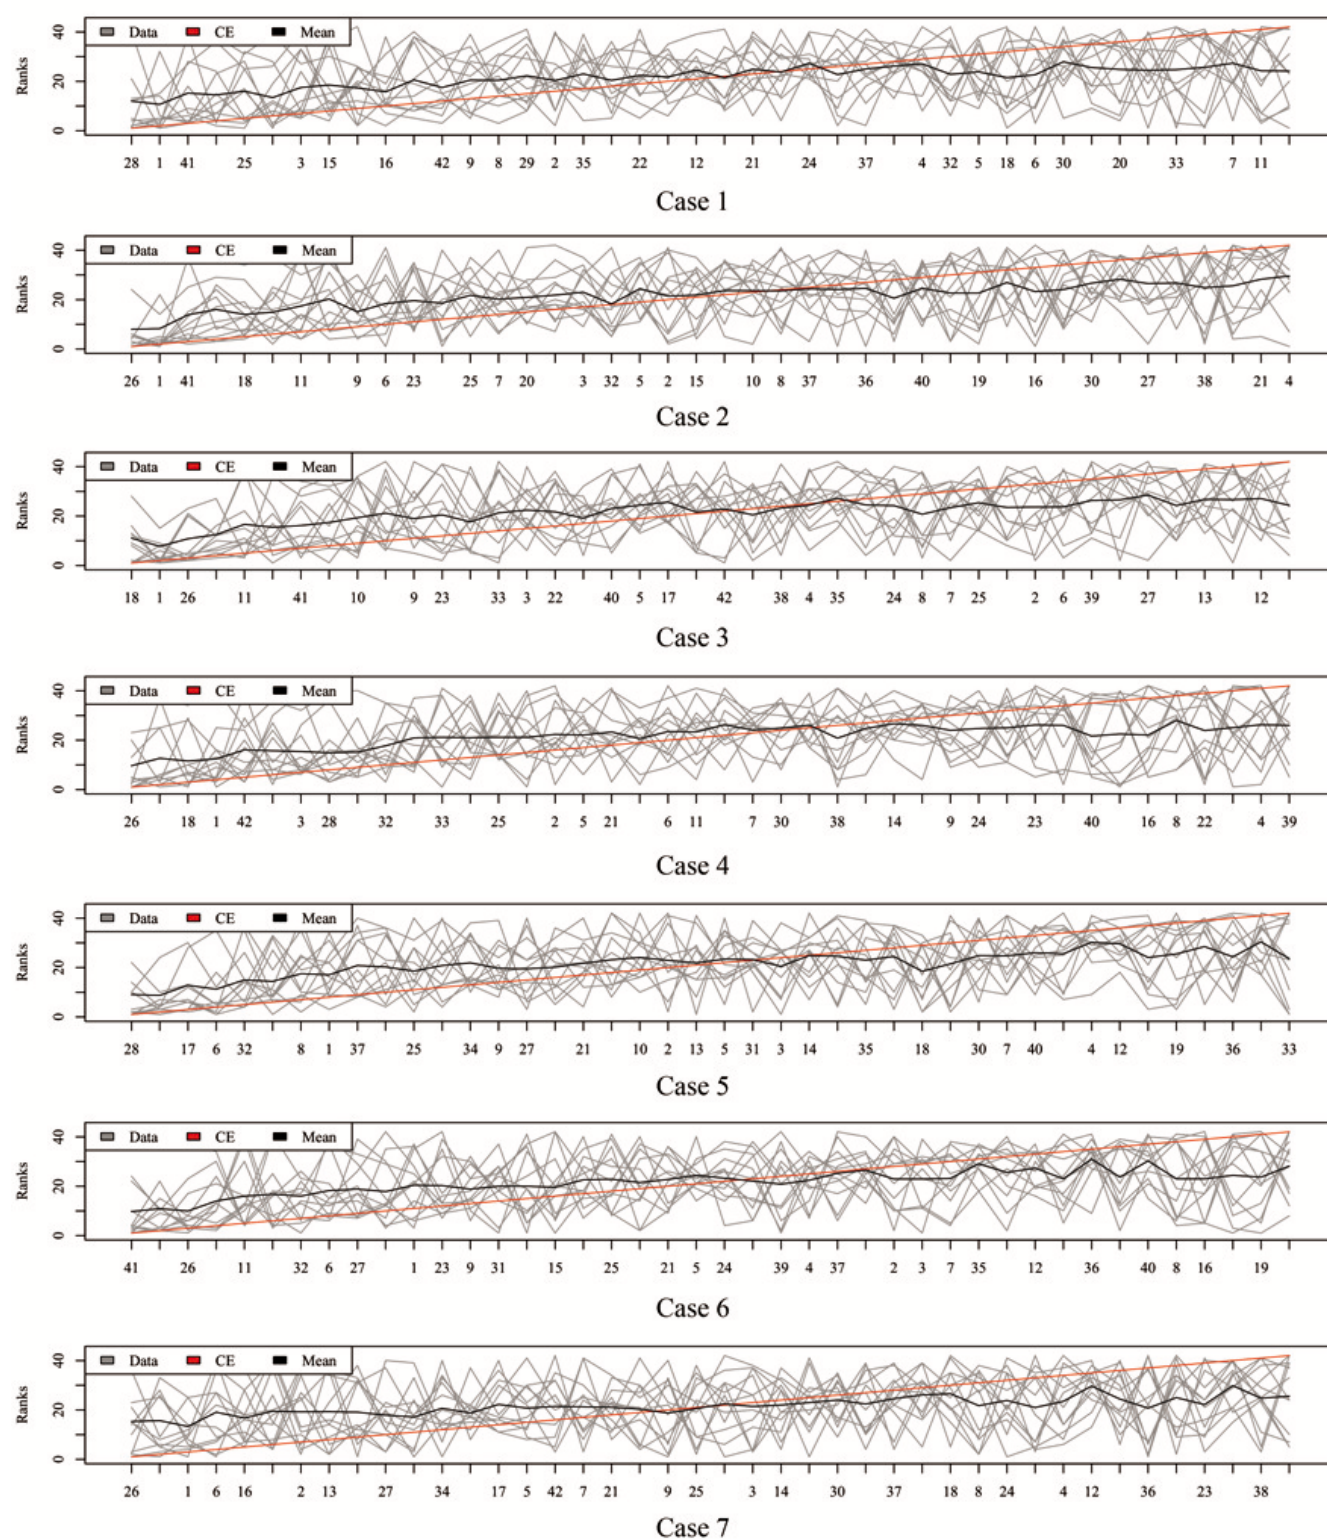 Data CE Mean
Ranks
0 20 40
28 1 41 25 3 15 16 42 9 8 29 2 35 22 12 21 24 37 4 32 5 18 6 30 20 33 7 11
Case 1
Data CE Mean
Ranks
0 20 40
26 1 41 18 11 9 6 23 25 7 20 3 32 5 2 15 10 8 37 36 40 19 16 30 27 38 21 4
Case 2
Data CE Mean
Ranks
0 20 40
18 1 26 11 41 10 9 23 33 3 22 40 5 17 42 38 4 35 24 8 7 25 2 6 39 27 13 12
Case 3
Data CE Mean
Ranks
0 20 40
26 18 1 42 3 28 32 33 25 2 5 21 6 11 7 30 38 14 9 24 23 40 16 8 22 4 39
Case 4
Data CE Mean
Ranks
0 20 40
28 17 6 32 8 1 37 25 34 9 27 21 10 2 13 5 31 3 14 35 18 30 7 40 4 12 19 36 33
Case 5
Data CE Mean
Ranks
0 20 40
41 26 11 32 6 27 1 23 9 31 15 25 21 5 24 39 4 37 2 3 7 35 12 36 40 8 16 19
Case 6
Data CE Mean
Ranks
0 20 40
26 1 6 16 2 13 27 34 17 5 42 7 21 9 25 3 14 30 37 18 8 24 4 12 36 23 38
Case 7